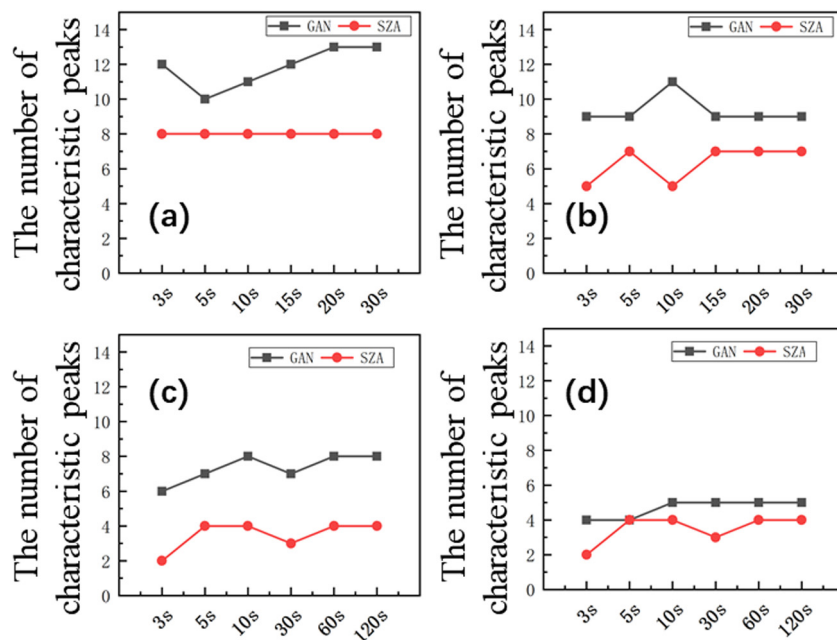 The number of
characteristic peaks
14
12
10
8
6
4
2
0
GAN SZA
(a)
3s 5s 10s 15s 20s 30s
The number of
characteristic peaks
14
12
10
8
6
4
2
0
GAN SZA
(b)
3s 5s 10s 15s 20s 30s
The number of
characteristic peaks
14
12
10
8
6
4
2
0
GAN SZA
(c)
3s 5s 10s 30s 60s 120s
The number of
characteristic peaks
14
12
10
8
6
4
2
0
GAN SZA
(d)
3s 5s 10s 30s 60s 120s